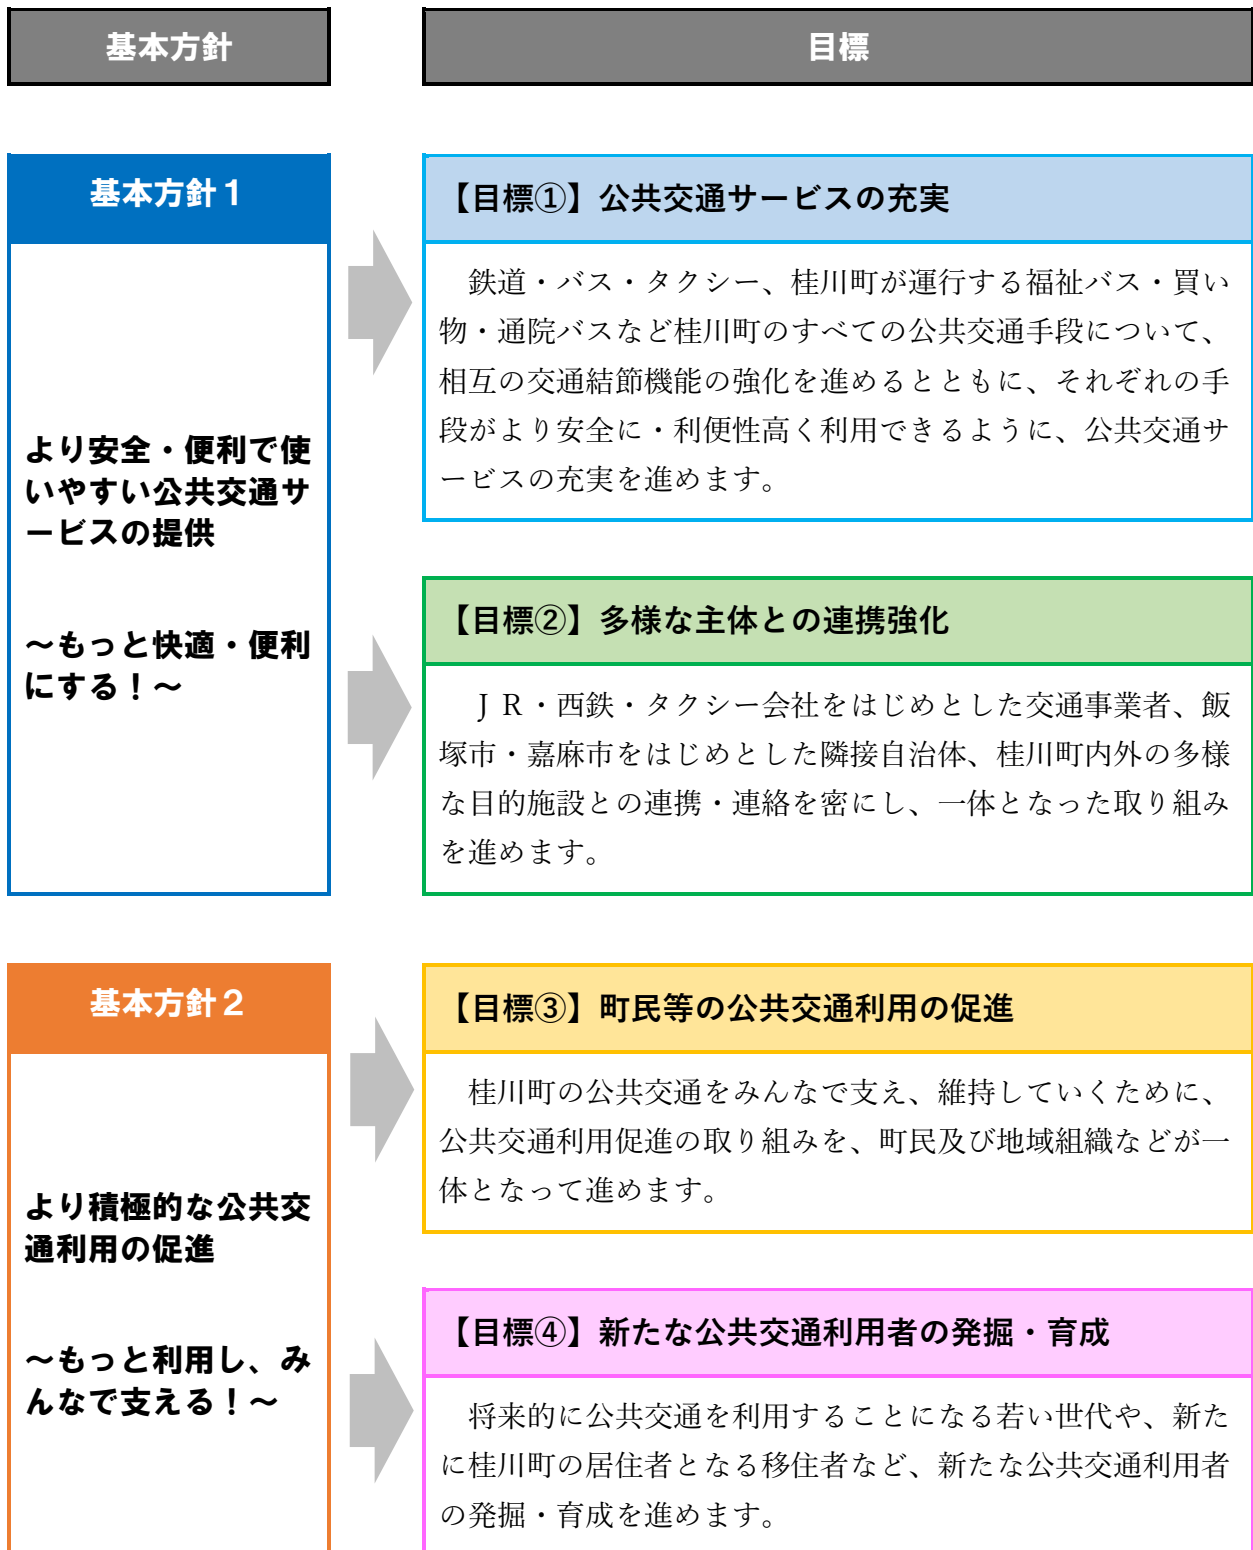 基本方針
目標
基本方針１
より安全・便利で使
いやすい公共交通サ
ービスの提供
～もっと快適・便利
にする！～
【目標①】公共交通サービスの充実
鉄道・バス・タクシー、桂川町が運行する福祉バス・買い
物・通院バスなど桂川町のすべての公共交通手段について、
相互の交通結節機能の強化を進めるとともに、それぞれの手
段がより安全に・利便性高く利用できるように、公共交通サ
ービスの充実を進めます。
【目標②】多様な主体との連携強化
ＪＲ・西鉄・タクシー会社をはじめとした交通事業者、飯
塚市・嘉麻市をはじめとした隣接自治体、桂川町内外の多様
な目的施設との連携・連絡を密にし、一体となった取り組み
を進めます。
基本方針２
より積極的な公共交
通利用の促進
～もっと利用し、み
んなで支える！～
【目標③】町民等の公共交通利用の促進
桂川町の公共交通をみんなで支え、維持していくために、
公共交通利用促進の取り組みを、町民及び地域組織などが一
体となって進めます。
【目標④】新たな公共交通利用者の発掘・育成
将来的に公共交通を利用することになる若い世代や、新た
に桂川町の居住者となる移住者など、新たな公共交通利用者
の発掘・育成を進めます。